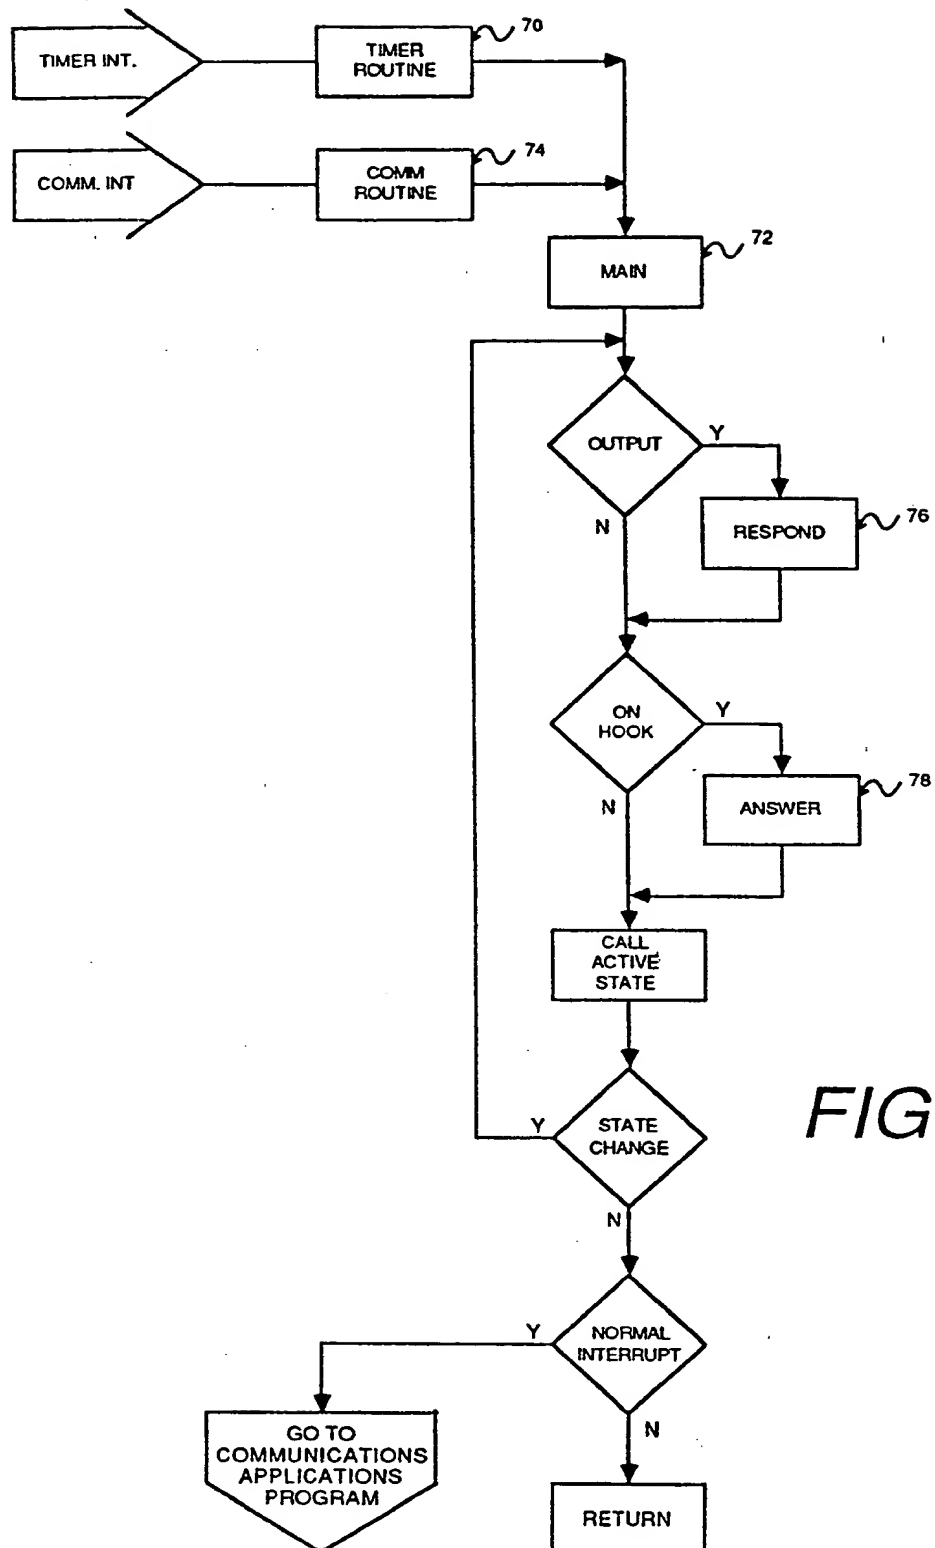 TIMER INT.
TIMER
ROUTINE
70
COMM. INT
COMM
ROUTINE
74
MAIN
72
OUTPUT
Y
N
RESPOND
76
ON
HOOK
Y
N
ANSWER
78
CALL
ACTIVE
STATE
STATE
CHANGE
Y
N
FIG
NORMAL
INTERRUPT
Y
N
GO TO
COMMUNICATIONS
APPLICATIONS
PROGRAM
RETURN